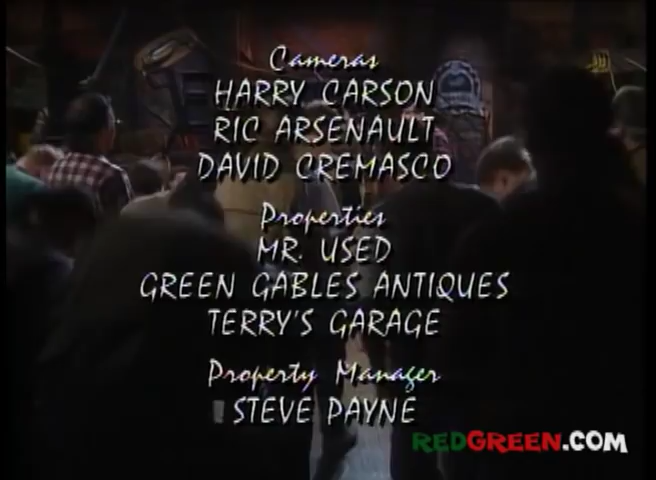 Cameras
HARRY CARSON
RIC ARSENAULT
DAVID CREMASCO
Properties
MR. USED
GREEN GABLES ANTIQUES
TERRY'S GARAGE
Property Manager
STEVE PAYNE
REDGREEN.COM